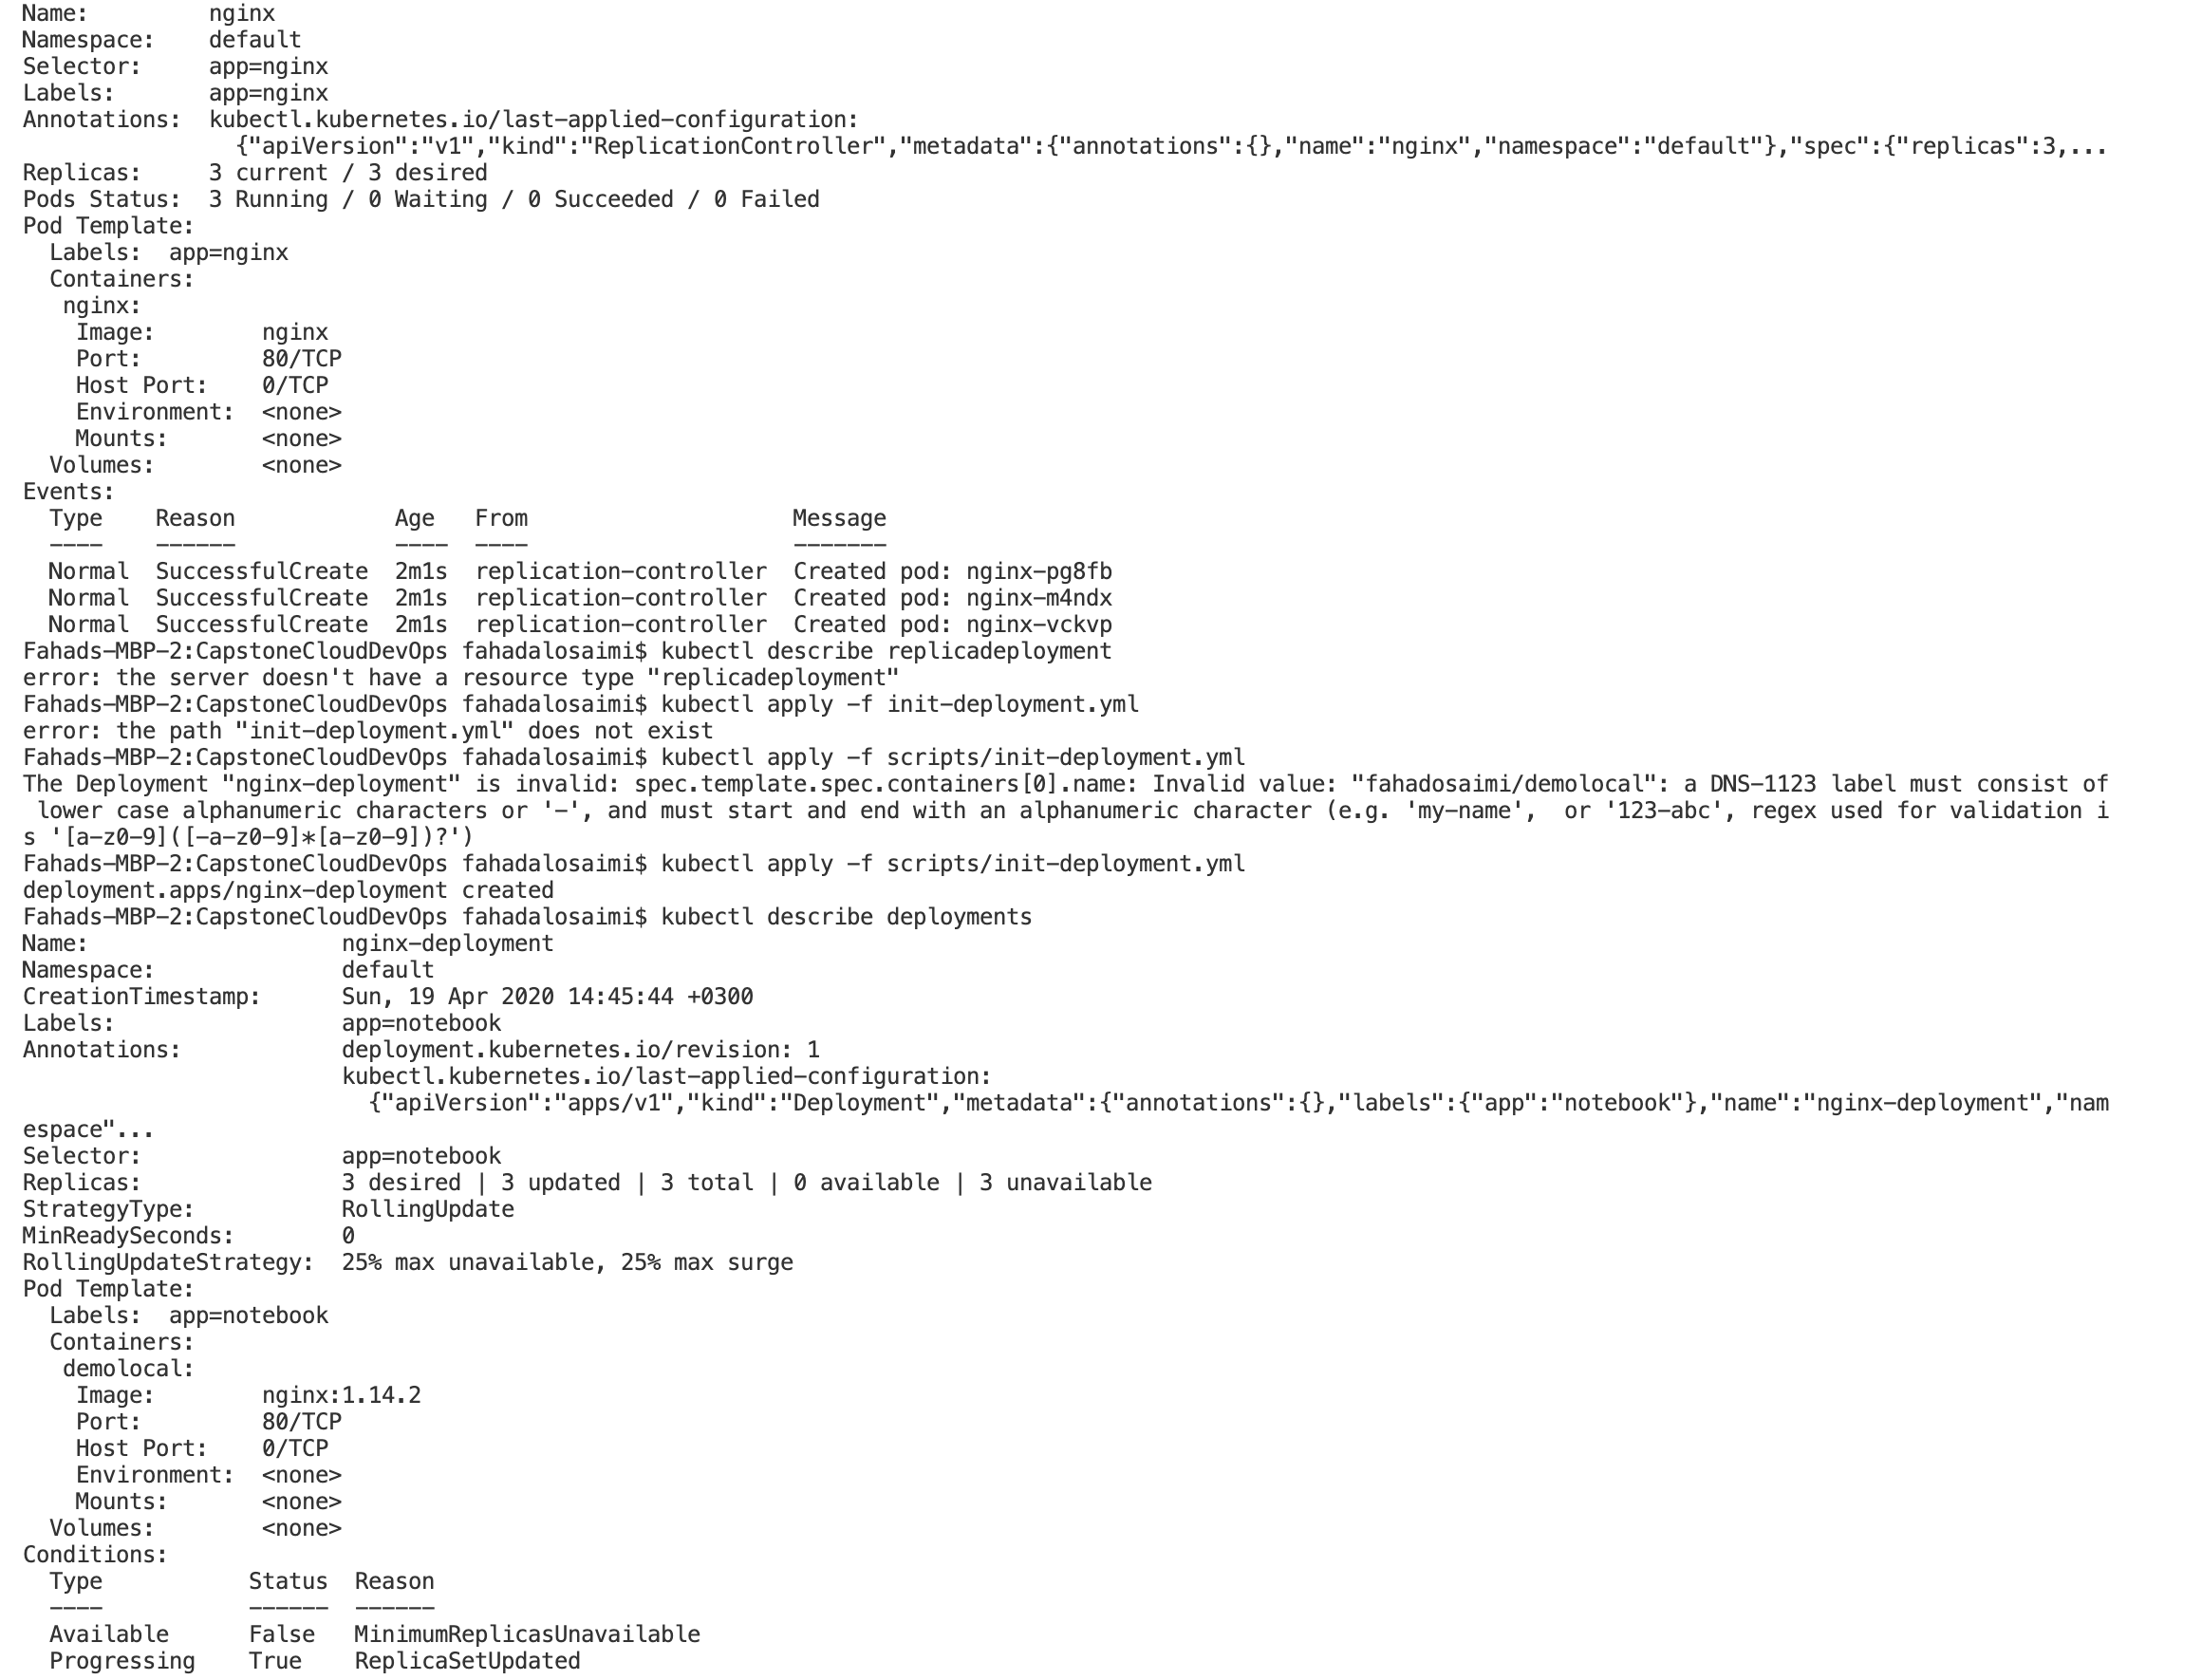 Name:         nginx
Namespace:    default
Selector:     app=nginx
Labels:       app=nginx
Annotations:  kubectl.kubernetes.io/last-applied-configuration:
                {"apiVersion":"v1","kind":"ReplicationController","metadata":{"annotations":{},"name":"nginx","namespace":"default"},"spec":{"replicas":3,...
Replicas:     3 current / 3 desired
Pods Status:  3 Running / 0 Waiting / 0 Succeeded / 0 Failed
Pod Template:
  Labels:  app=nginx
  Containers:
   nginx:
    Image:        nginx
    Port:         80/TCP
    Host Port:    0/TCP
    Environment:  <none>
    Mounts:       <none>
  Volumes:        <none>
Events:
  Type    Reason            Age   From                    Message
  ----    ------            ----  ----                    -------
  Normal  SuccessfulCreate  2m1s  replication-controller  Created pod: nginx-pg8fb
  Normal  SuccessfulCreate  2m1s  replication-controller  Created pod: nginx-m4ndx
  Normal  SuccessfulCreate  2m1s  replication-controller  Created pod: nginx-vckvp
Fahads-MBP-2:CapstoneCloudDevOps fahadalosaimi$ kubectl describe replicadeployment
error: the server doesn't have a resource type "replicadeployment"
Fahads-MBP-2:CapstoneCloudDevOps fahadalosaimi$ kubectl apply -f init-deployment.yml
error: the path "init-deployment.yml" does not exist
Fahads-MBP-2:CapstoneCloudDevOps fahadalosaimi$ kubectl apply -f scripts/init-deployment.yml
The Deployment "nginx-deployment" is invalid: spec.template.spec.containers[0].name: Invalid value: "fahadosaimi/demolocal": a DNS-1123 label must consist of
 lower case alphanumeric characters or '-', and must start and end with an alphanumeric character (e.g. 'my-name',  or '123-abc', regex used for validation i
s '[a-z0-9]([-a-z0-9]*[a-z0-9])?')
Fahads-MBP-2:CapstoneCloudDevOps fahadalosaimi$ kubectl apply -f scripts/init-deployment.yml
deployment.apps/nginx-deployment created
Fahads-MBP-2:CapstoneCloudDevOps fahadalosaimi$ kubectl describe deployments
Name:                   nginx-deployment
Namespace:              default
CreationTimestamp:      Sun, 19 Apr 2020 14:45:44 +0300
Labels:                 app=notebook
Annotations:            deployment.kubernetes.io/revision: 1
                        kubectl.kubernetes.io/last-applied-configuration:
                          {"apiVersion":"apps/v1","kind":"Deployment","metadata":{"annotations":{},"labels":{"app":"notebook"},"name":"nginx-deployment","nam
espace"...
Selector:               app=notebook
Replicas:               3 desired | 3 updated | 3 total | 0 available | 3 unavailable
StrategyType:           RollingUpdate
MinReadySeconds:        0
RollingUpdateStrategy:  25% max unavailable, 25% max surge
Pod Template:
  Labels:  app=notebook
  Containers:
   demolocal:
    Image:        nginx:1.14.2
    Port:         80/TCP
    Host Port:    0/TCP
    Environment:  <none>
    Mounts:       <none>
  Volumes:        <none>
Conditions:
  Type           Status  Reason
  ----           ------  ------
  Available      False   MinimumReplicasUnavailable
  Progressing    True    ReplicaSetUpdated